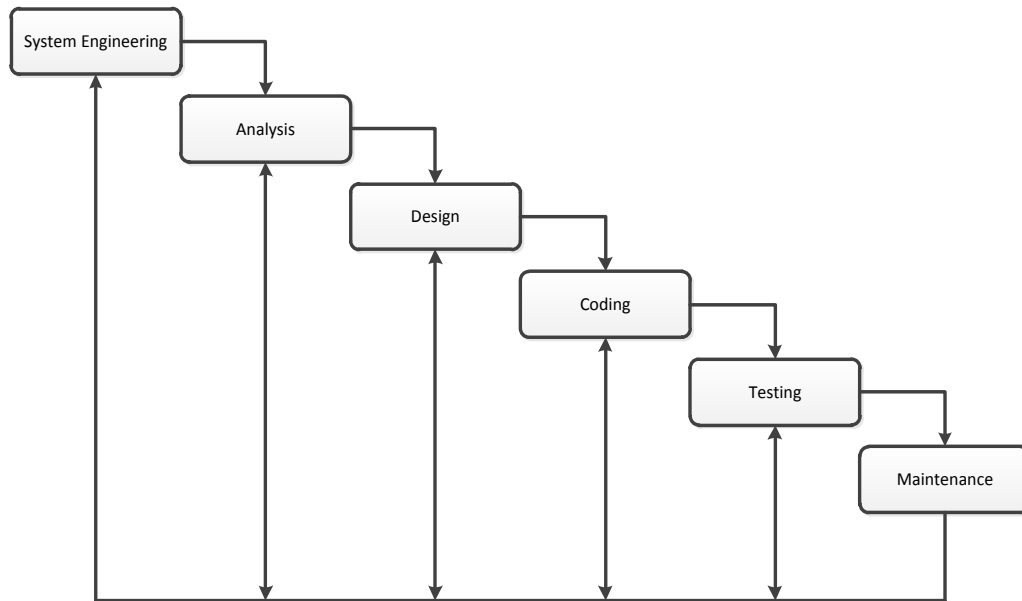 System Engineering
Analysis
Design
Coding
Testing
Maintenance